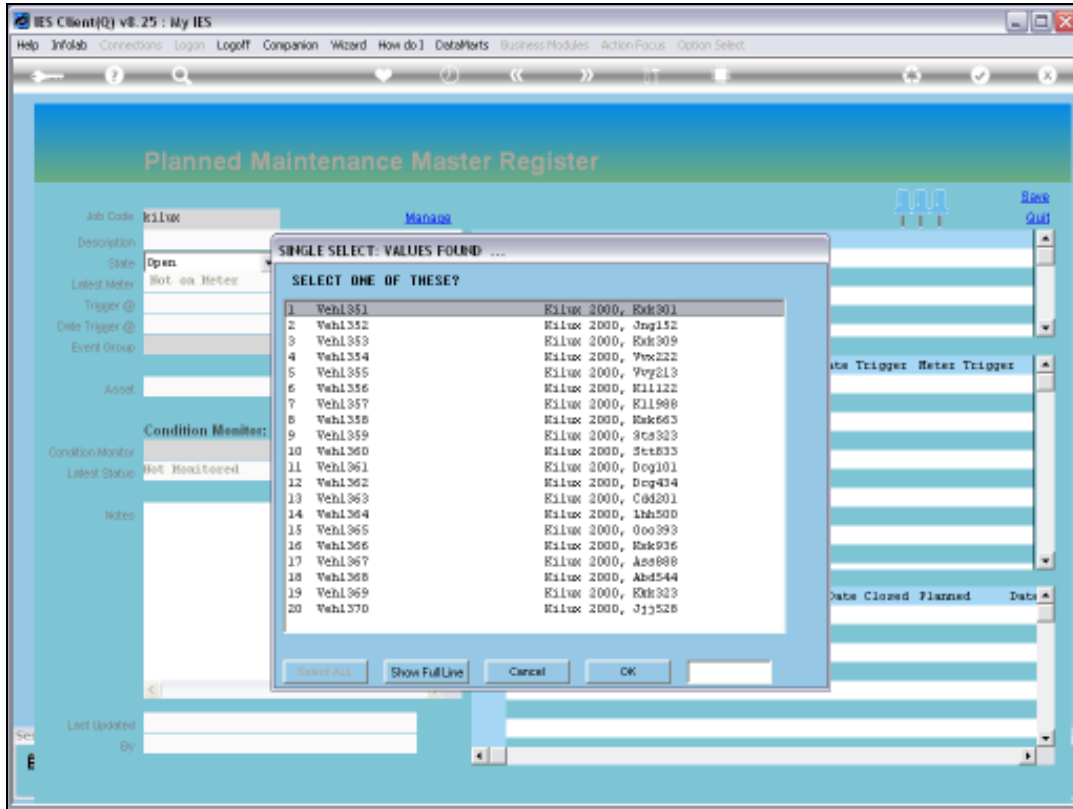 IES Client(Q) v8.25 : My IES
Help Infolab Connections Logon Logoff Companion Wizard How do I DataMarts Business Modules Action Focus Option Select
Planned Maintenance Master Register
Save
Quit
Job Code kilux Manage
Description
State Open
Latest Meter Not on Meter
Trigger @
Date Trigger @
Event Group
Asset
Condition Monitor:
Condition Monitor
Latest Status Not Monitored
Notes
Last Updated
By
SINGLE SELECT: VALUES FOUND ...
SELECT ONE OF THESE?
1 Veh1351 Kilux 2000, Kxk301
2 Veh1352 Kilux 2000, Jng152
3 Veh1353 Kilux 2000, Kxk309
4 Veh1354 Kilux 2000, Vvx222
5 Veh1355 Kilux 2000, Vvy213
6 Veh1356 Kilux 2000, Kll122
7 Veh1357 Kilux 2000, Kll988
8 Veh1358 Kilux 2000, Kxk663
9 Veh1359 Kilux 2000, Sts323
10 Veh1360 Kilux 2000, Stt833
11 Veh1361 Kilux 2000, Dcg101
12 Veh1362 Kilux 2000, Dcg434
13 Veh1363 Kilux 2000, Cdd201
14 Veh1364 Kilux 2000, lhh500
15 Veh1365 Kilux 2000, Ooo393
16 Veh1366 Kilux 2000, Kxk936
17 Veh1367 Kilux 2000, Ass888
18 Veh1368 Kilux 2000, Abd544
19 Veh1369 Kilux 2000, Kkk323
20 Veh1370 Kilux 2000, Jjj528
Select ALL Show Full Line Cancel OK
Trigger Meter Trigger
Date Closed Planned Date